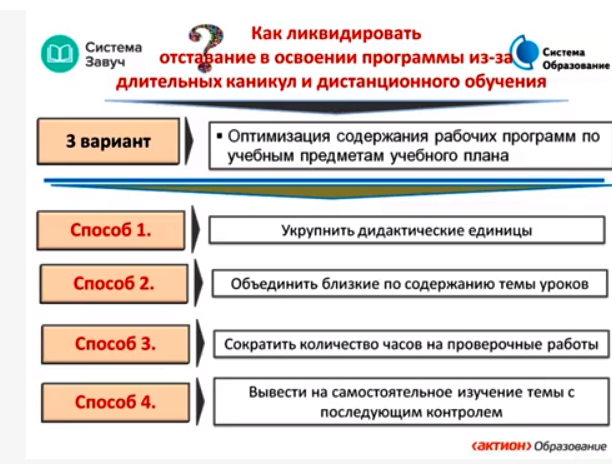 Система
Завуч
?
Как ликвидировать
отставание в освоении программы из-за
длительных каникул и дистанционного обучения
Система
Образование
3 вариант
▪ Оптимизация содержания рабочих программ по
учебным предметам учебного плана
Способ 1.
Укрупнить дидактические единицы
Способ 2.
Объединить близкие по содержанию темы уроков
Способ 3.
Сократить количество часов на проверочные работы
Способ 4.
Вывести на самостоятельное изучение темы с
последующим контролем
‹актион› Образование